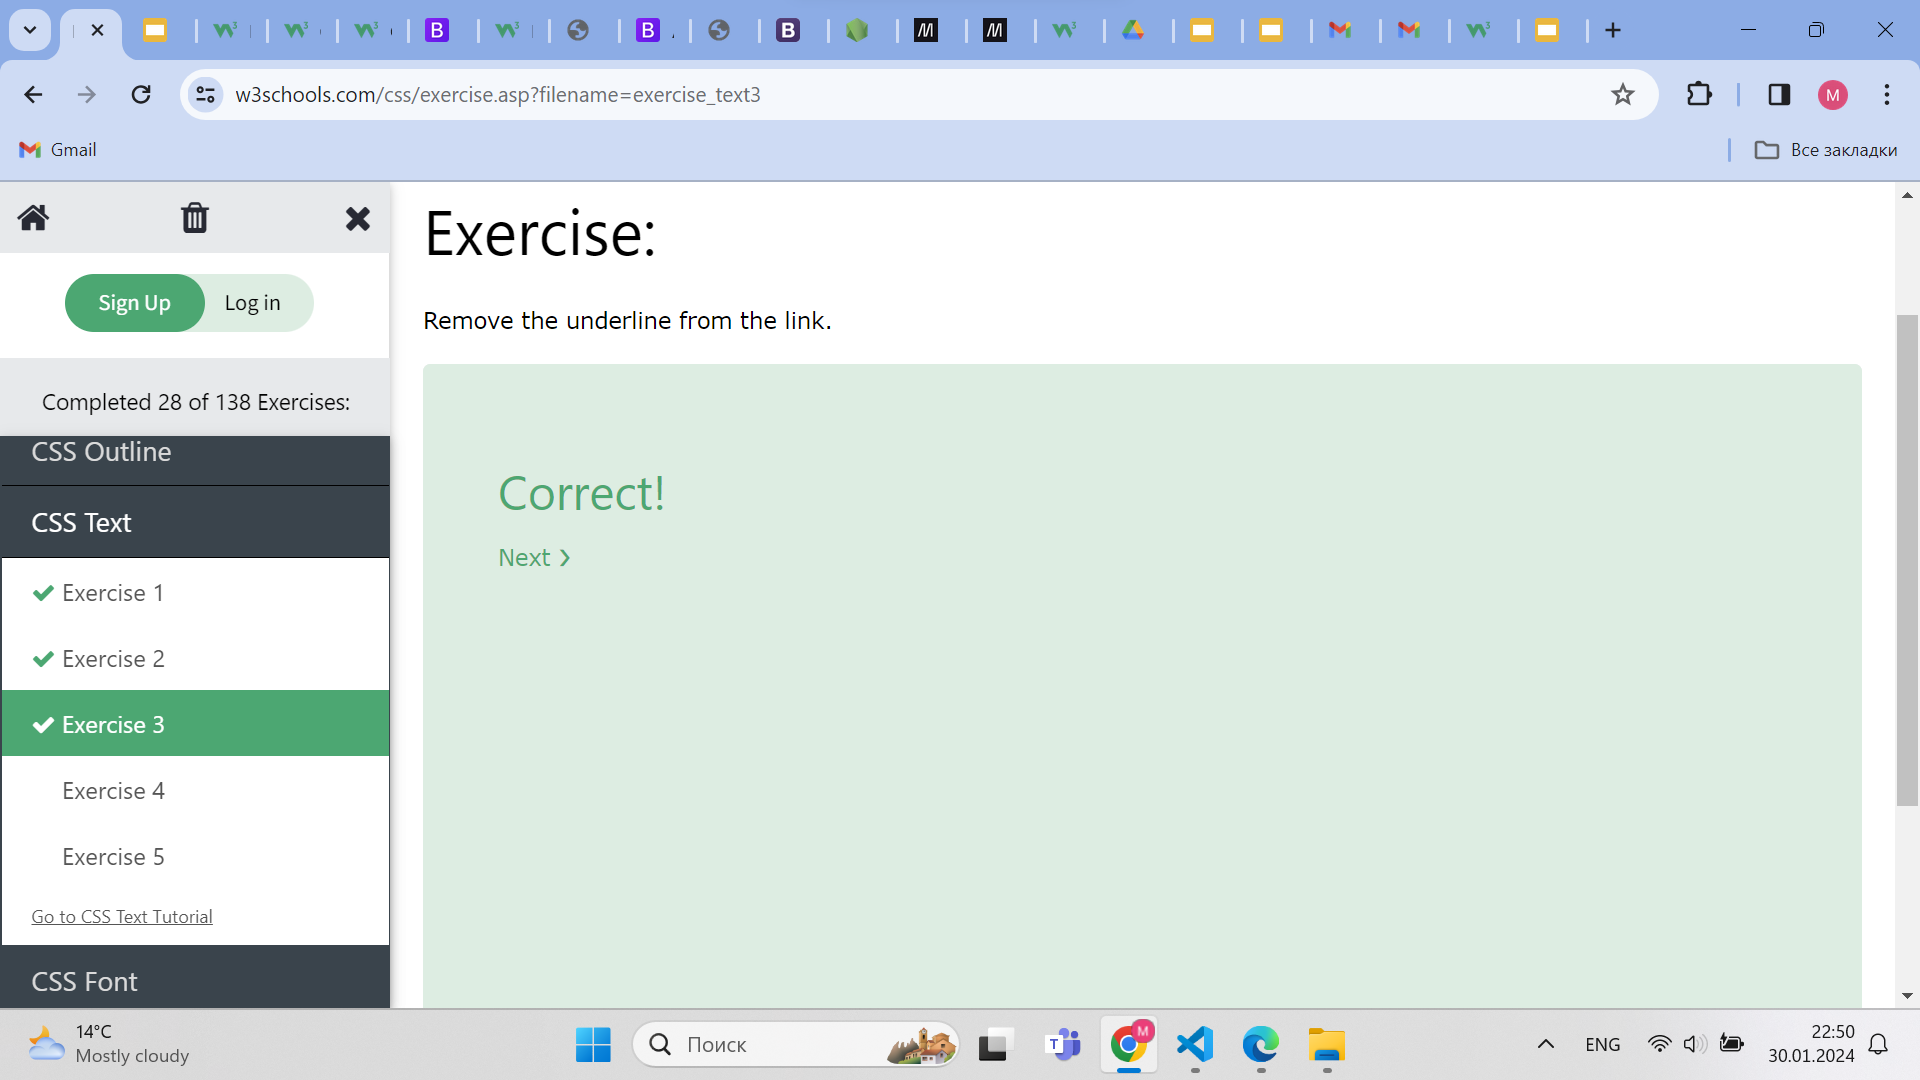 w3schools.com/css/exercise.asp?filename=exercise_text3
M
Gmail
Все закладки
Sign Up
Log in
Completed 28 of 138 Exercises:
CSS Outline
CSS Text
Exercise 1
Exercise 2
Exercise 3
Exercise 4
Exercise 5
Go to CSS Text Tutorial
CSS Font
Exercise:
Remove the underline from the link.
Correct!
Next ❯
14°C
Mostly cloudy
Поиск
M
ENG
22:50
30.01.2024